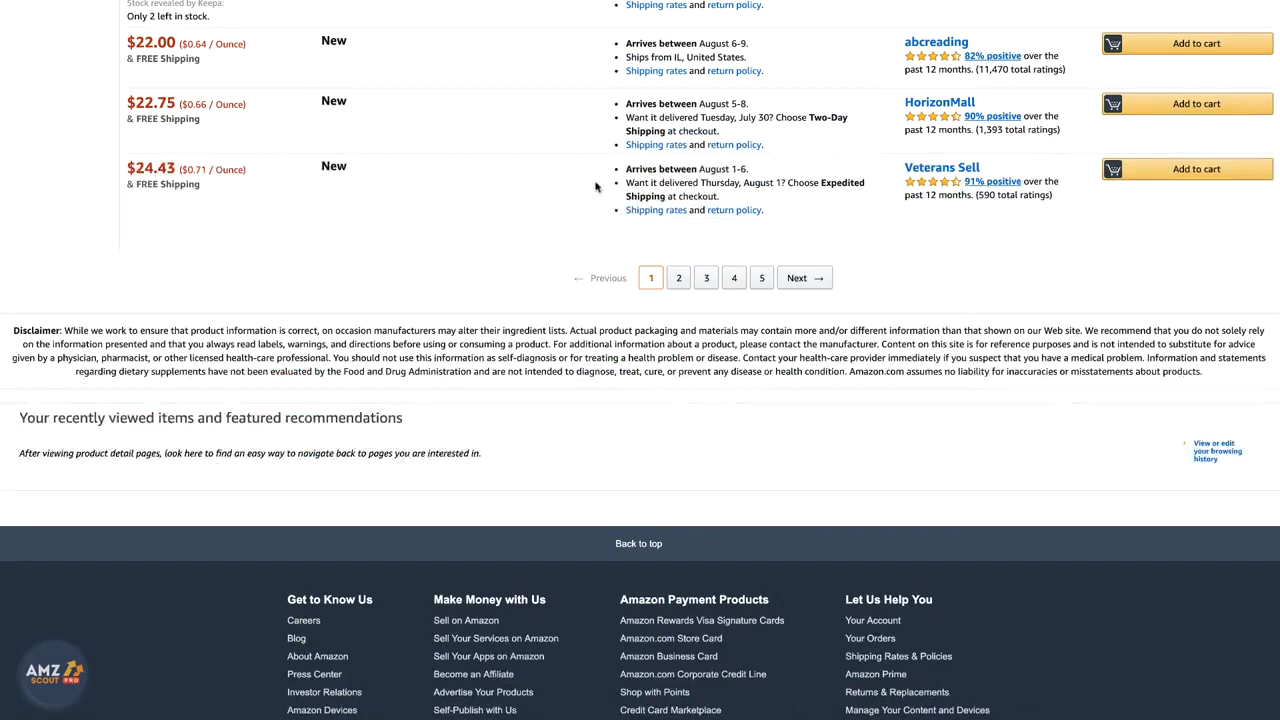 Stock revealed by Keepa:
Only 2 left in stock.
Shipping rates and return policy.
$22.00 ($0.64 / Ounce)
& FREE Shipping
New
Arrives between August 6-9.
Ships from IL, United States.
Shipping rates and return policy.
abcreading
82% positive over the
past 12 months. (11,470 total ratings)
Add to cart
$22.75 ($0.66 / Ounce)
& FREE Shipping
New
Arrives between August 5-8.
Want it delivered Tuesday, July 30? Choose Two-Day
Shipping at checkout.
Shipping rates and return policy.
HorizonMall
90% positive over the
past 12 months. (1,393 total ratings)
Add to cart
$24.43 ($0.71 / Ounce)
& FREE Shipping
New
Arrives between August 1-6.
Want it delivered Thursday, August 1? Choose Expedited
Shipping at checkout.
Shipping rates and return policy.
Veterans Sell
91% positive over the
past 12 months. (590 total ratings)
Add to cart
← Previous 1 2 3 4 5 Next →
Disclaimer: While we work to ensure that product information is correct, on occasion manufacturers may alter their ingredient lists. Actual product packaging and materials may contain more and/or different information than that shown on our Web site. We recommend that you do not solely rely
on the information presented and that you always read labels, warnings, and directions before using or consuming a product. For additional information about a product, please contact the manufacturer. Content on this site is for reference purposes and is not intended to substitute for advice
given by a physician, pharmacist, or other licensed health-care professional. You should not use this information as self-diagnosis or for treating a health problem or disease. Contact your health-care provider immediately if you suspect that you have a medical problem. Information and statements
regarding dietary supplements have not been evaluated by the Food and Drug Administration and are not intended to diagnose, treat, cure, or prevent any disease or health condition. Amazon.com assumes no liability for inaccuracies or misstatements about products.
Your recently viewed items and featured recommendations
After viewing product detail pages, look here to find an easy way to navigate back to pages you are interested in.
View or edit
your browsing
history
Back to top
Get to Know Us
Careers
Blog
About Amazon
Press Center
Investor Relations
Amazon Devices
Make Money with Us
Sell on Amazon
Sell Your Services on Amazon
Sell Your Apps on Amazon
Become an Affiliate
Advertise Your Products
Self-Publish with Us
Amazon Payment Products
Amazon Rewards Visa Signature Cards
Amazon.com Store Card
Amazon Business Card
Amazon.com Corporate Credit Line
Shop with Points
Credit Card Marketplace
Let Us Help You
Your Account
Your Orders
Shipping Rates & Policies
Amazon Prime
Returns & Replacements
Manage Your Content and Devices
AMZ
SCOUT PRO